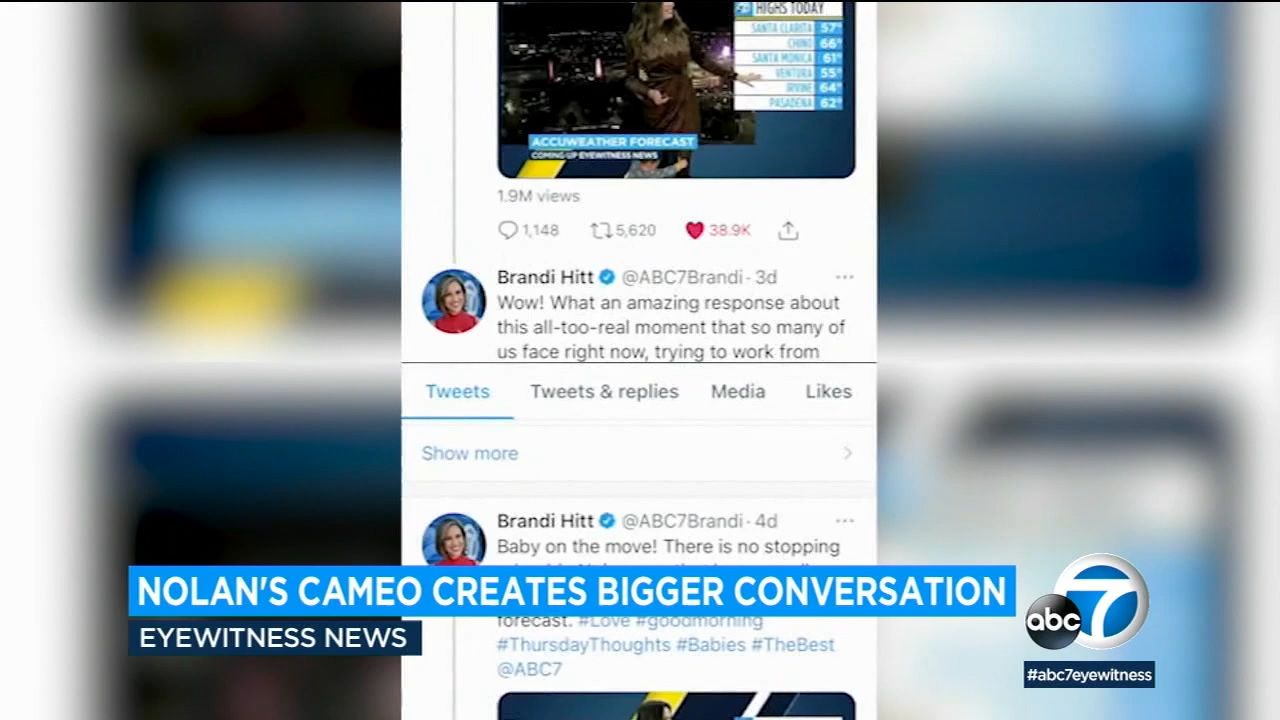 HIGHS TODAY
SANTA CLARITA 57°
CHINO 66°
SANTA MONICA 61°
VENTURA 55°
IRVINE 64°
PASADENA 62°
ACCUWEATHER FORECAST
COMING UP EYEWITNESS NEWS
1.9M views
1,148 5,620 38.9K
Brandi Hitt @ABC7Brandi · 3d
Wow! What an amazing response about
this all-too-real moment that so many of
us face right now, trying to work from
Tweets Tweets & replies Media Likes
Show more
Brandi Hitt @ABC7Brandi · 4d
Baby on the move! There is no stopping
NOLAN'S CAMEO CREATES BIGGER CONVERSATION
EYEWITNESS NEWS
forecast. #Love #goodmorning
#ThursdayThoughts #Babies #TheBest
@ABC7
abc 7
#abc7eyewitness